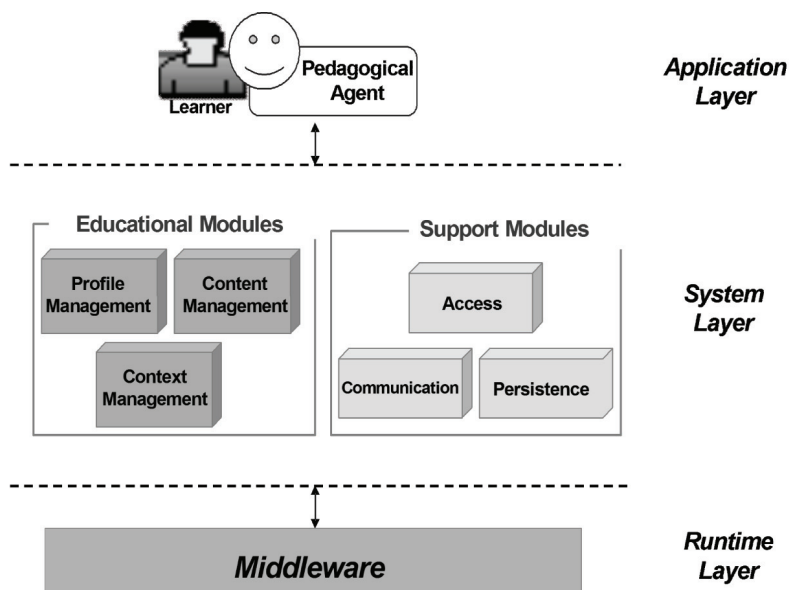 Pedagogical
Agent
Learner
Application
Layer
Educational Modules
Support Modules
Profile
Management
Content
Management
Context
Management
Access
Communication
Persistence
System
Layer
Middleware
Runtime
Layer